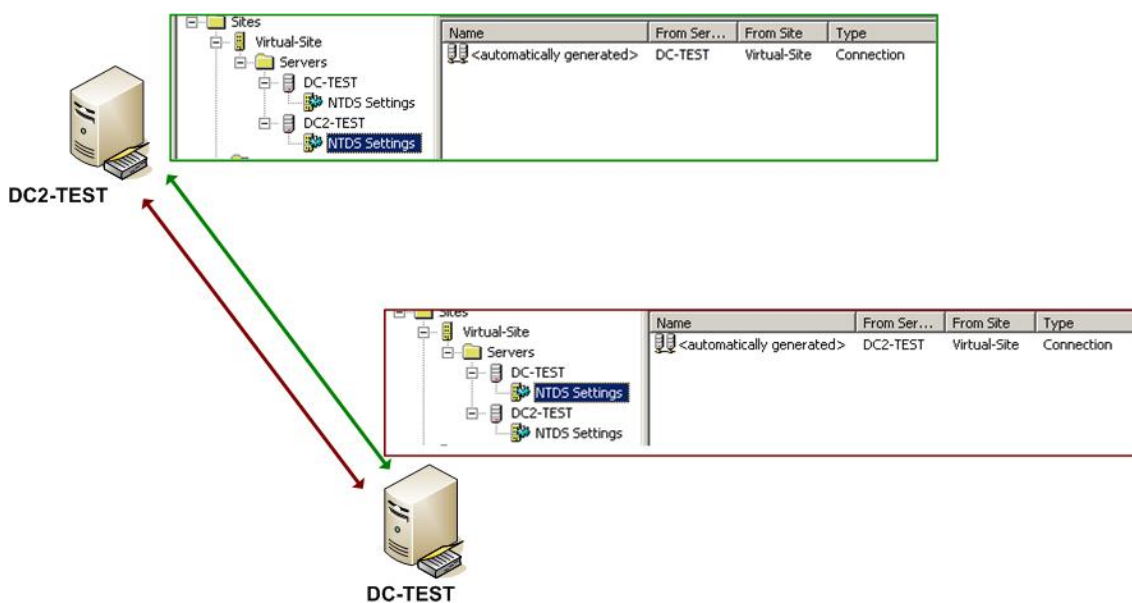 Sites
Virtual-Site
Servers
DC-TEST
NTDS Settings
DC2-TEST
NTDS Settings
Name From Ser... From Site Type
<automatically generated> DC-TEST Virtual-Site Connection
DC2-TEST
Sites
Virtual-Site
Servers
DC-TEST
NTDS Settings
DC2-TEST
NTDS Settings
Name From Ser... From Site Type
<automatically generated> DC2-TEST Virtual-Site Connection
DC-TEST